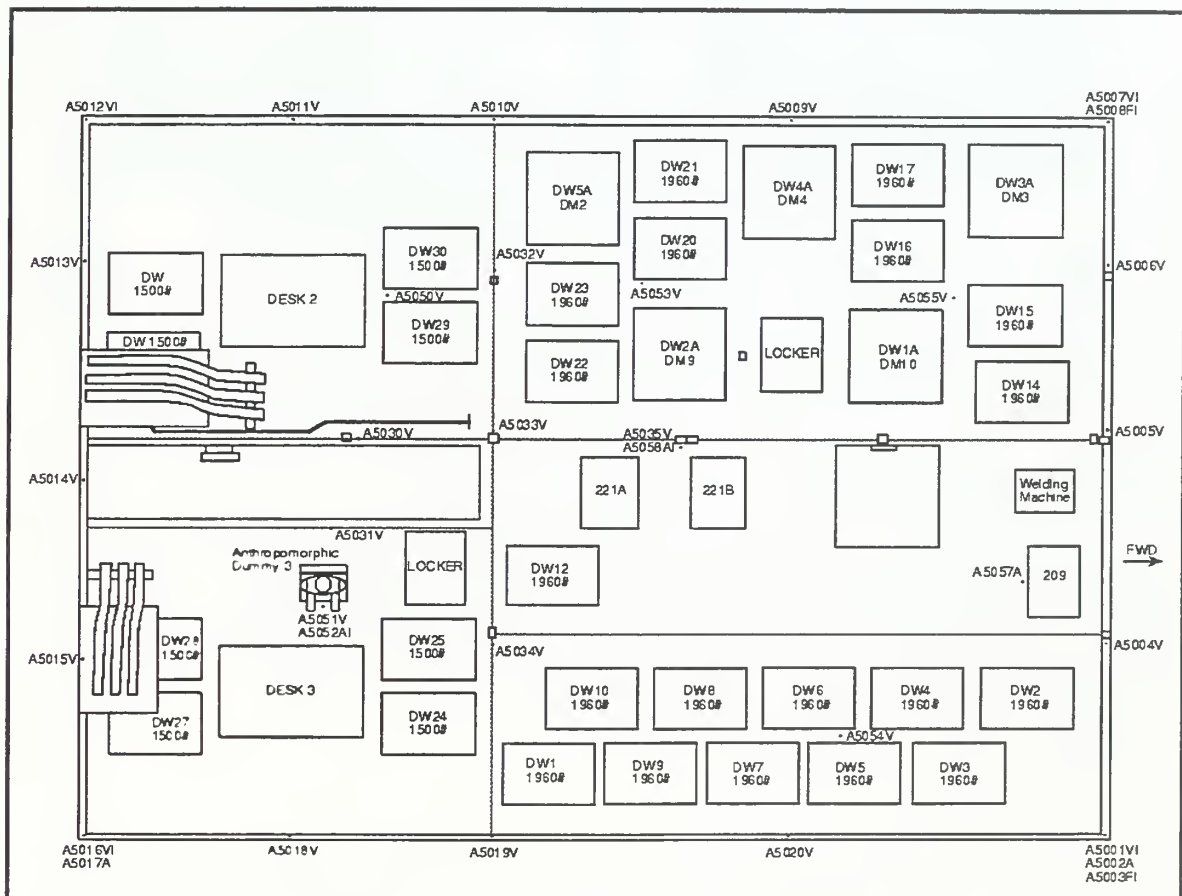 A5012VI
A5011V
A5010V
A5009V
A5007VI
A5008FI
DW21
1960#
DW17
1960#
DW5A
DM2
DW4A
DM4
DW3A
DM3
DW30
1500#
DW20
1960#
DW16
1960#
A5013V
A5032V
A5006V
DW
1500#
DESK 2
A5050V
DW23
1960#
A5053V
A5055V
DW15
1960#
DW29
1500#
DW 1500#
DW22
1960#
DW2A
DM9
LOCKER
DW1A
DM10
DW14
1960#
A5030V
A5033V
A5035V
A5058AI
A5005V
A5014V
221A
221B
Welding
Machine
A5031V
Anthropomorphic
Dummy 3
LOCKER
DW12
1960#
A5057A
209
FWD
A5051V
A5052AI
DW28
1500#
DW25
1500#
A5015V
A5034V
A5004V
DESK 3
DW10
1960#
DW8
1960#
DW6
1960#
DW4
1960#
DW2
1960#
DW27
1500#
DW24
1500#
A5054V
DW1
1960#
DW9
1960#
DW7
1960#
DW5
1960#
DW3
1960#
A5016VI
A5017A
A5018V
A5019V
A5020V
A5001VI
A5002A
A5003FI